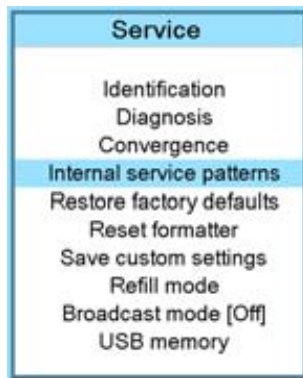 Service
Identification
Diagnosis
Convergence
Internal service patterns
Restore factory defaults
Reset formatter
Save custom settings
Refill mode
Broadcast mode [Off]
USB memory